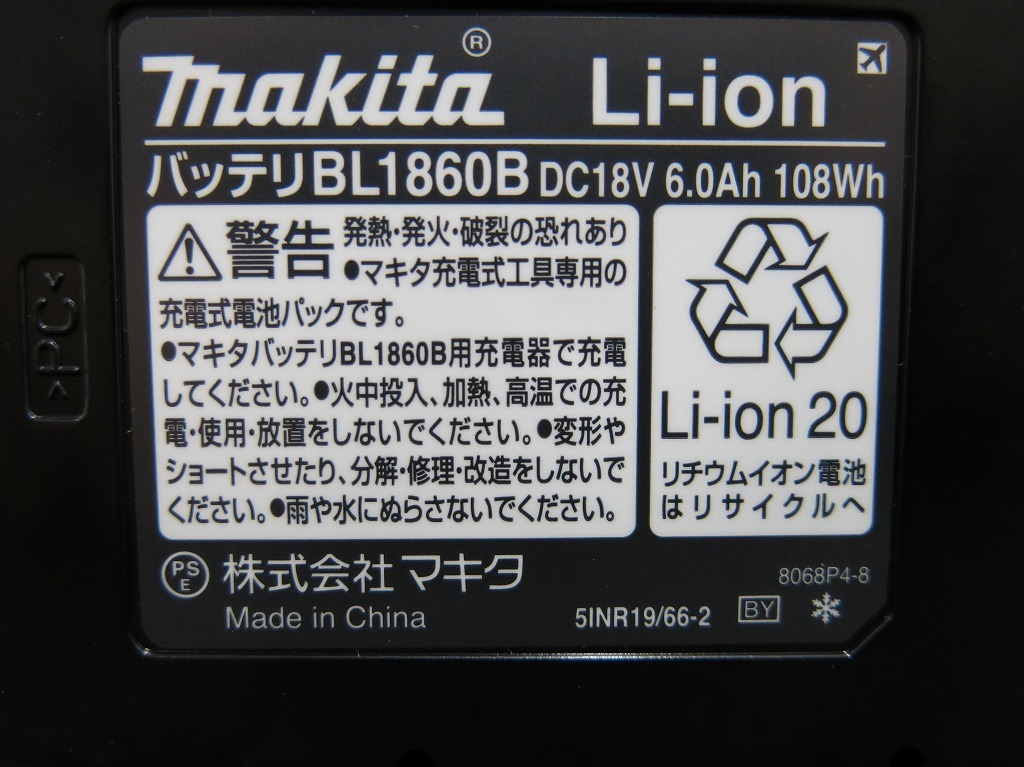 makita® Li-ion
バッテリBL1860B DC18V 6.0Ah 108Wh
警告 発熱・発火・破裂の恐れあり
●マキタ充電式工具専用の
充電式電池パックです。
●マキタバッテリBL1860B用充電器で充電
してください。●火中投入、加熱、高温での充
電・使用・放置をしないでください。●変形や
ショートさせたり、分解・修理・改造をしないで
ください。●雨や水にぬらさないでください。
Li-ion 20
リチウムイオン電池
はリサイクルへ
>PC<
PS
E
株式会社マキタ
Made in China
8068P4-8
5INR19/66-2 BY